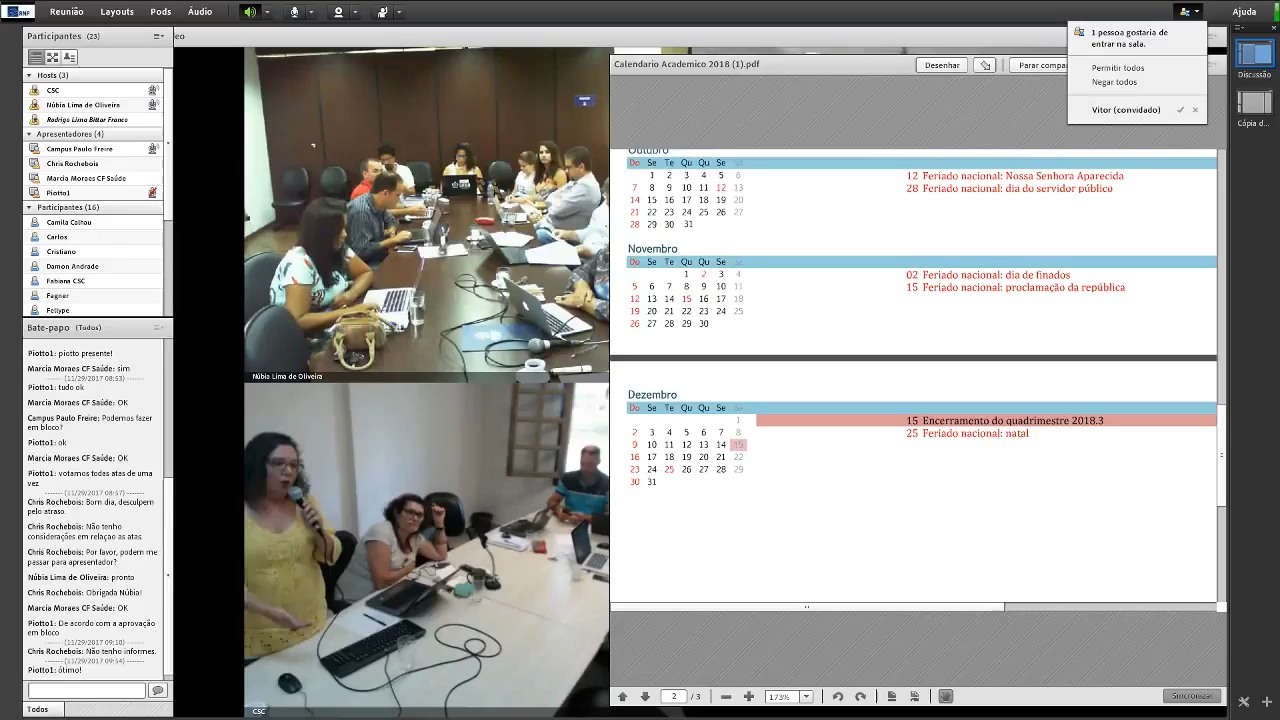 RNP Reunião Layouts Pods Áudio Ajuda
Participantes (23)
Hosts (3)
CSC
Núbia Lima de Oliveira
Rodrigo Lima Bittar Franco
Apresentadores (4)
Campus Paulo Freire
Chris Rochebois
Marcia Moraes CF Saúde
Piotto1
Participantes (16)
Camila Calhau
Carlos
Cristiano
Damon Andrade
Fabiana CSC
Fagner
FelType
Bate-papo (Todos)
Piotto1: piotto presente!
Marcia Moraes CF Saúde: sim
(11/29/2017 08:53)
Piotto1: tudo ok
Marcia Moraes CF Saúde: OK
Campus Paulo Freire: Podemos fazer
em bloco?
Piotto1: ok
Marcia Moraes CF Saúde: OK
Piotto1: votamos todas atas de uma
vez
(11/29/2017 08:57)
Chris Rochebois: Bom dia, desculpem
pelo atraso.
Chris Rochebois: Não tenho
considerações em relaçao as atas.
Chris Rochebois: Por favor, podem me
passar para apresentador?
Núbia Lima de Oliveira: pronto
Chris Rochebois: Obrigada Núbia!
Marcia Moraes CF Saúde: OK
Piotto1: De acordo com a aprovação
em bloco
(11/29/2017 09:10)
Chris Rochebois: Não tenho informes.
(11/29/2017 09:54)
Piotto1: ótimo!
Todos
eo
Núbia Lima de Oliveira
CSC
Calendario Academico 2018 (1).pdf
Desenhar
Parar compa
1 pessoa gostaria de
entrar na sala.
Permitir todos
Negar todos
Vitor (convidado)
Discussão
Cópia d...
Outubro
Do Se Te Qu Qu Se Sa
1 2 3 4 5 6
7 8 9 10 11 12 13
14 15 16 17 18 19 20
21 22 23 24 25 26 27
28 29 30 31
12 Feriado nacional: Nossa Senhora Aparecida
28 Feriado nacional: dia do servidor público
Novembro
Do Se Te Qu Qu Se Sa
1 2 3 4
5 6 7 8 9 10 11
12 13 14 15 16 17 18
19 20 21 22 23 24 25
26 27 28 29 30
02 Feriado nacional: dia de finados
15 Feriado nacional: proclamação da república
Dezembro
Do Se Te Qu Qu Se Sa
1
2 3 4 5 6 7 8
9 10 11 12 13 14 15
16 17 18 19 20 21 22
23 24 25 26 27 28 29
30 31
15 Encerramento do quadrimestre 2018.3
25 Feriado nacional: natal
2 / 3
173%
Sincronizar